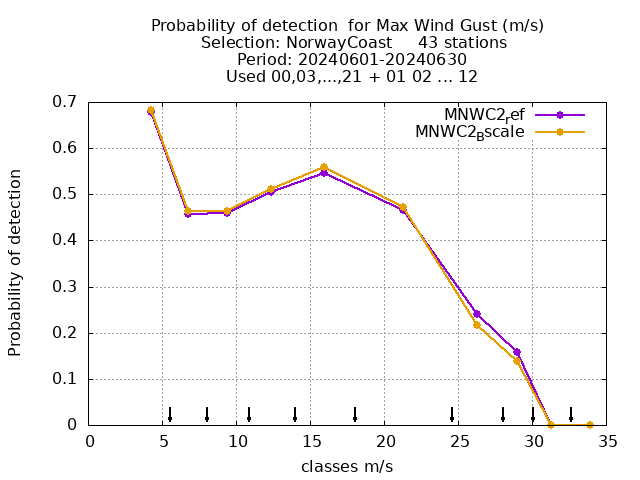 Probability of detection  for Max Wind Gust (m/s)
Selection: NorwayCoast     43 stations
Period: 20240601-20240630
Used 00,03,...,21 + 01 02 ... 12
MNWC2ref
MNWC2Bscale
Probability of detection
0.7
0.6
0.5
0.4
0.3
0.2
0.1
0
0 5 10 15 20 25 30 35
classes m/s